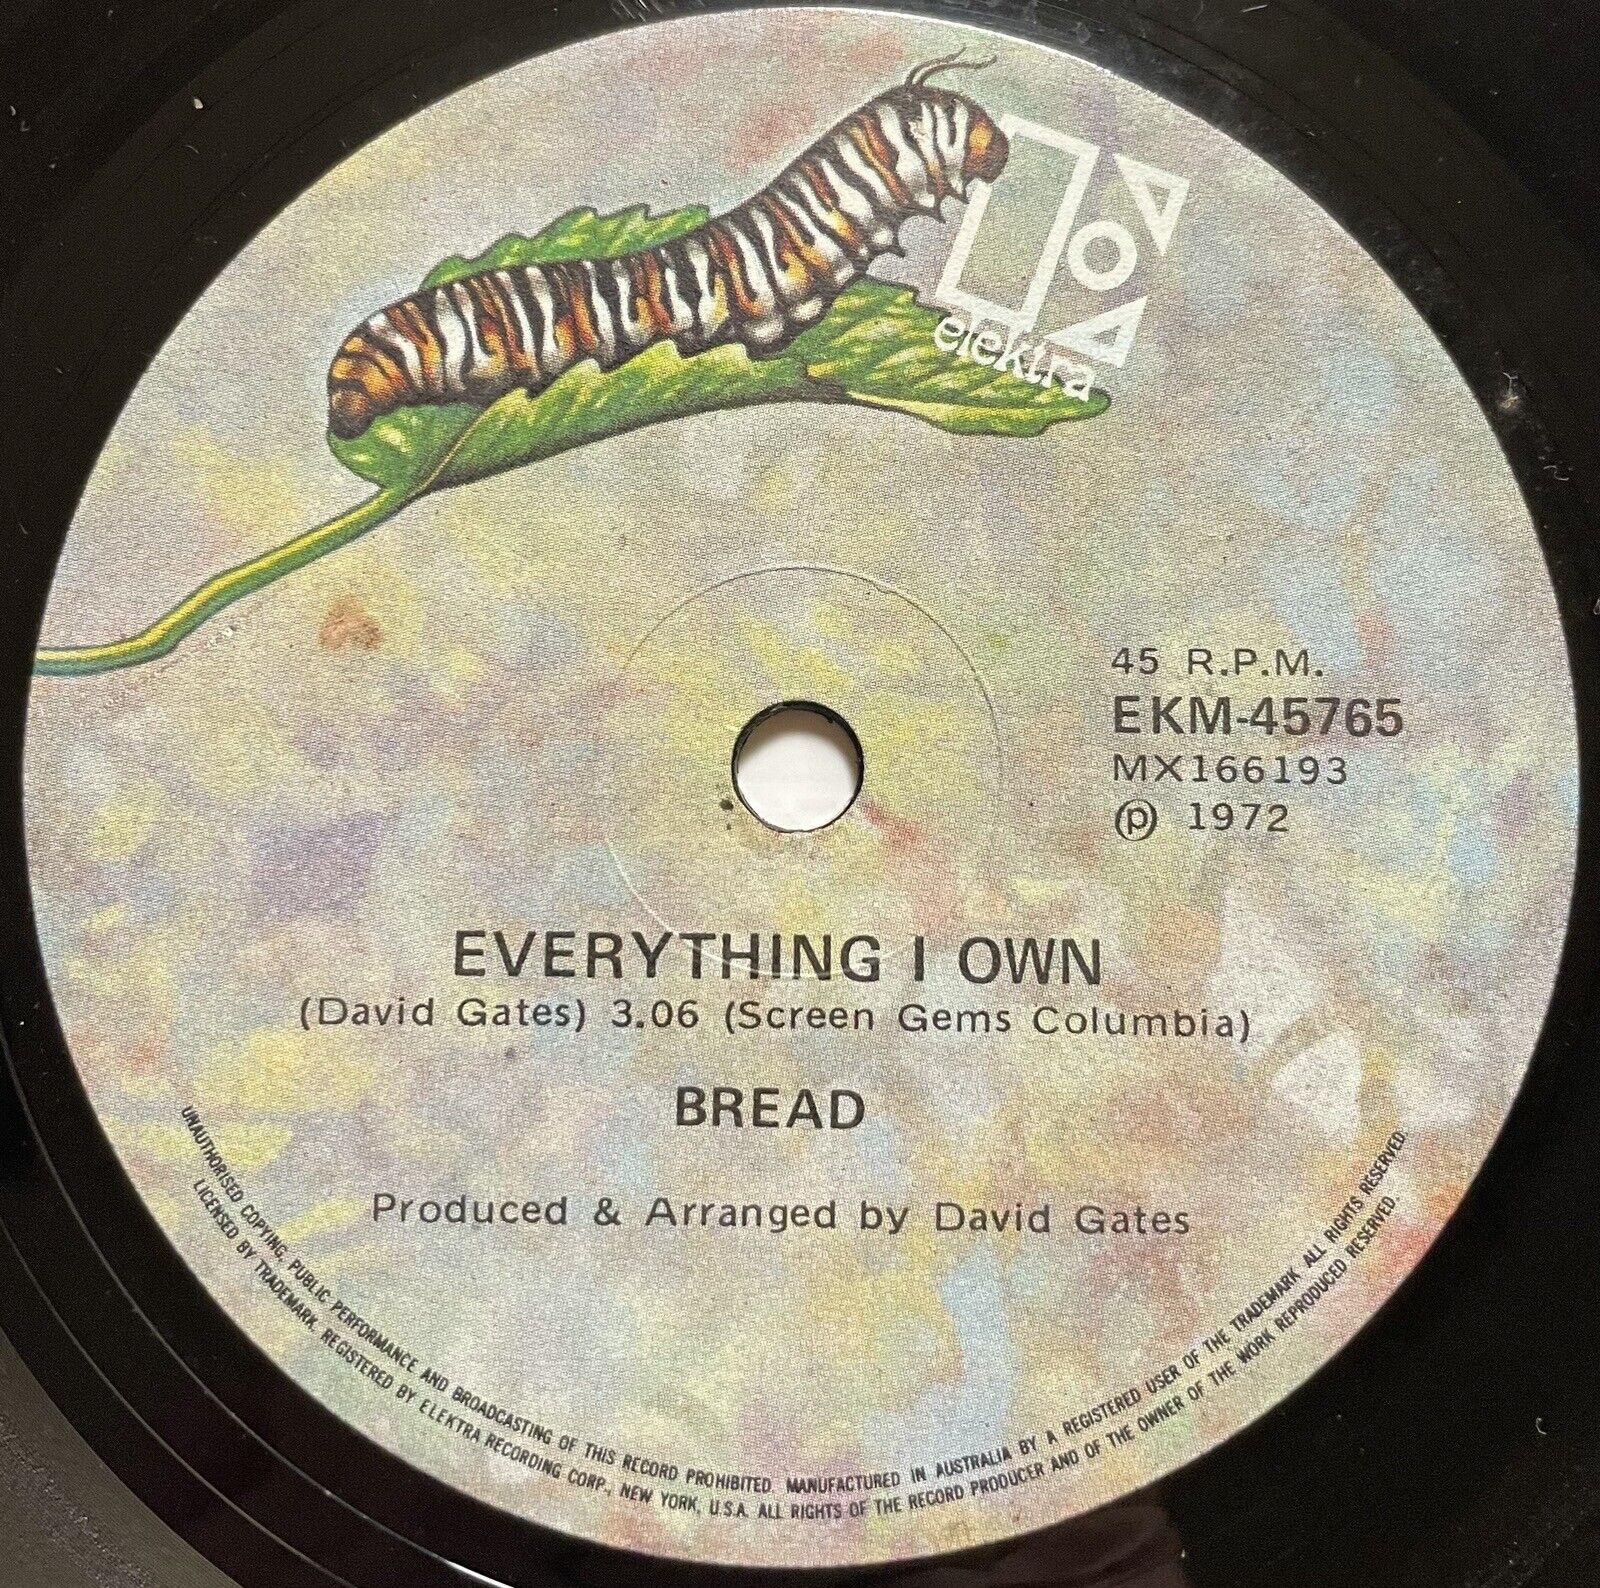 elektra
45 R.P.M.
EKM-45765
MX166193
℗ 1972
EVERYTHING I OWN
(David Gates) 3.06 (Screen Gems Columbia)
BREAD
Produced & Arranged by David Gates
UNAUTHORISED COPYING, PUBLIC PERFORMANCE AND BROADCASTING OF THIS RECORD PROHIBITED. MANUFACTURED IN AUSTRALIA BY A REGISTERED USER OF THE TRADEMARK. ALL RIGHTS RESERVED.
LICENSED BY TRADEMARK. REGISTERED BY ELEKTRA RECORDING CORP., NEW YORK, U.S.A. ALL RIGHTS OF THE RECORD PRODUCER AND OF THE OWNER OF THE WORK REPRODUCED RESERVED.